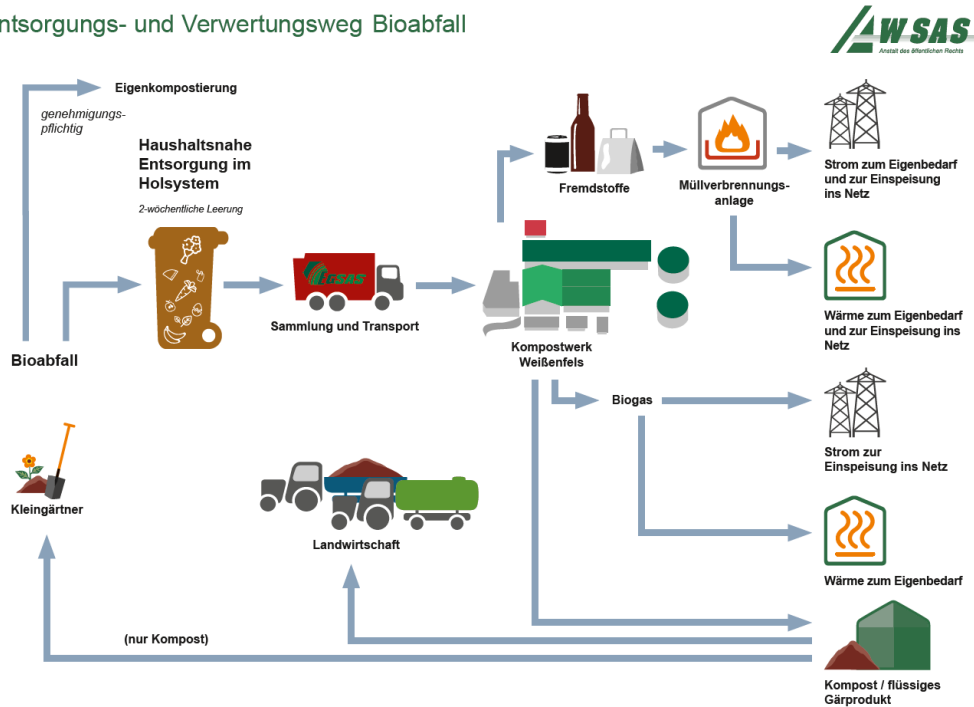 ntsorgungs- und Verwertungsweg Bioabfall
AWSAS
Anstalt des öffentlichen Rechts
Eigenkompostierung
genehmigungs-
pflichtig
Haushaltsnahe
Entsorgung im
Holsystem
2-wöchentliche Leerung
Fremdstoffe
Müllverbrennungs-
anlage
Strom zum Eigenbedarf
und zur Einspeisung
ins Netz
EGSAS
Sammlung und Transport
Kompostwerk
Weißenfels
Wärme zum Eigenbedarf
und zur Einspeisung ins
Netz
Bioabfall
Biogas
Strom zur
Einspeisung ins Netz
Kleingärtner
Landwirtschaft
Wärme zum Eigenbedarf
(nur Kompost)
Kompost / flüssiges
Gärprodukt